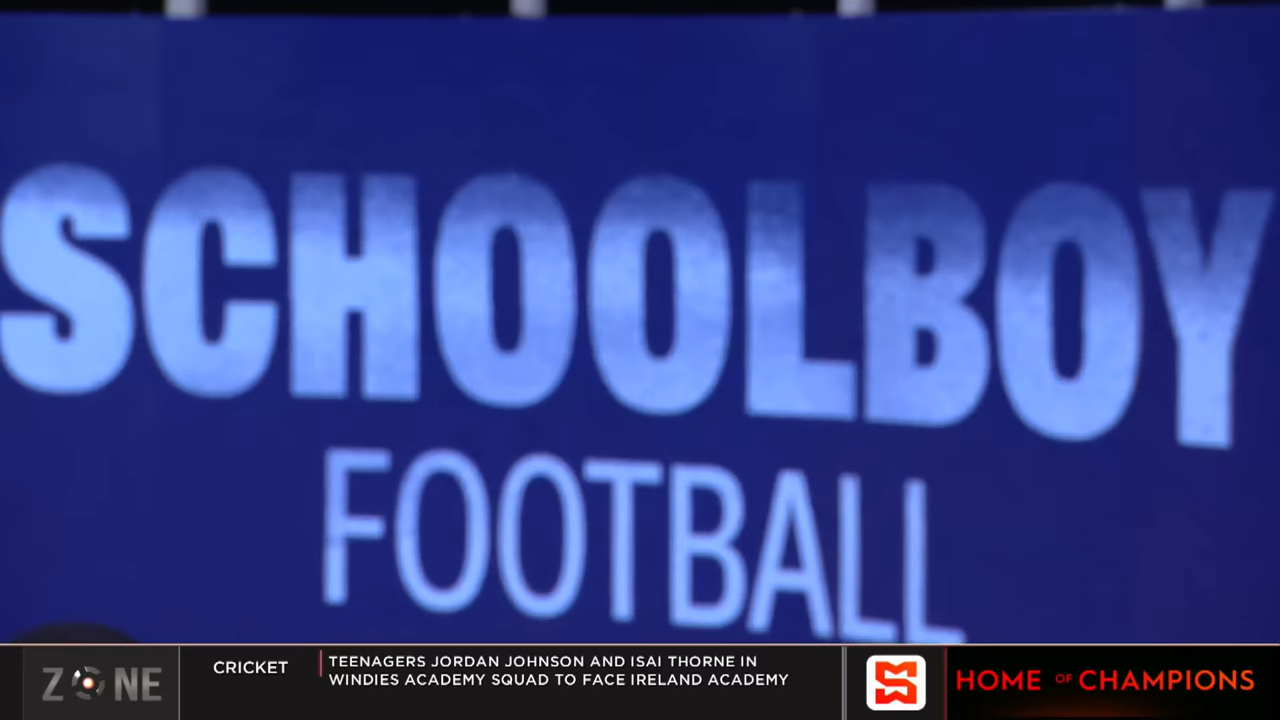 SCHOOLBOY
FOOTBALL
ZONE
CRICKET
TEENAGERS JORDAN JOHNSON AND ISAI THORNE IN
WINDIES ACADEMY SQUAD TO FACE IRELAND ACADEMY
HOME OF CHAMPIONS